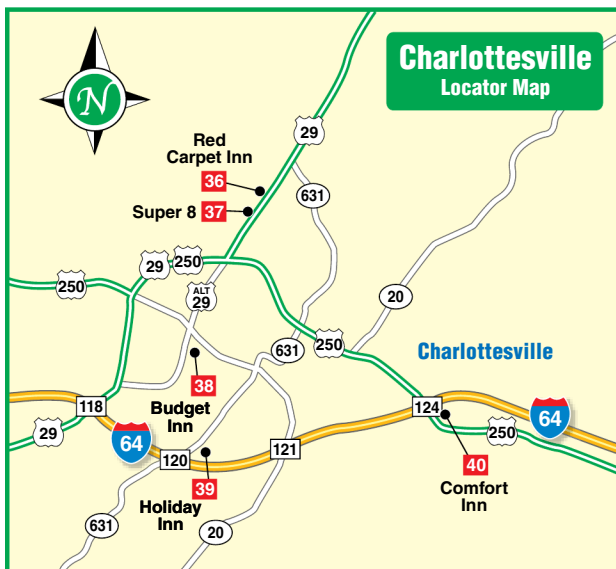 Charlottesville
Locator Map
N
29
Red
Carpet Inn
36
631
Super 8 37
29
250
250
ALT
29
20
631
250
Charlottesville
38
Budget
Inn
118
124
29
64
64
250
120
121
39
Holiday
Inn
40
Comfort
Inn
631
20